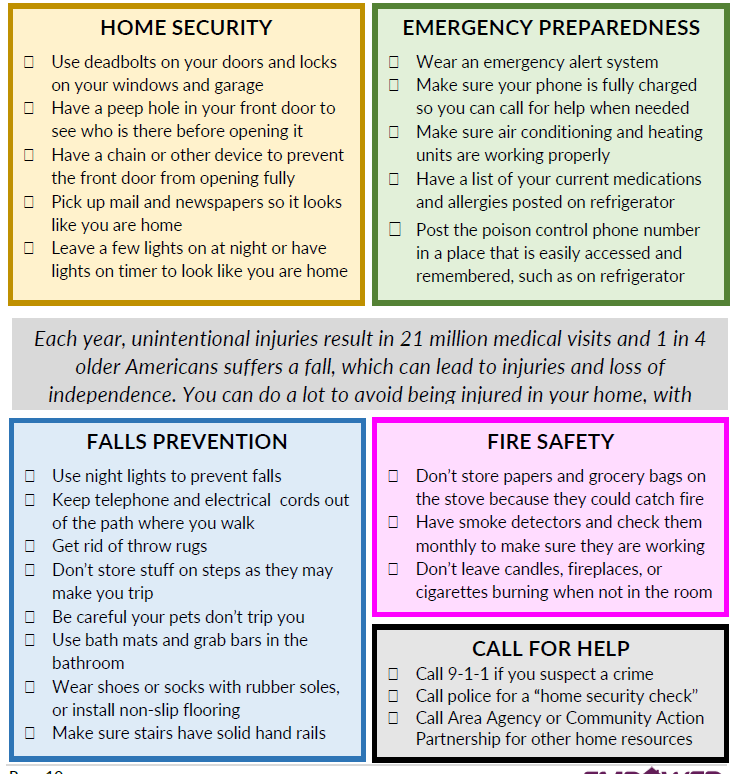 HOME SECURITY
Use deadbolts on your doors and locks
on your windows and garage
Have a peep hole in your front door to
see who is there before opening it
Have a chain or other device to prevent
the front door from opening fully
Pick up mail and newspapers so it looks
like you are home
Leave a few lights on at night or have
lights on timer to look like you are home
EMERGENCY PREPAREDNESS
Wear an emergency alert system
Make sure your phone is fully charged
so you can call for help when needed
Make sure air conditioning and heating
units are working properly
Have a list of your current medications
and allergies posted on refrigerator
Post the poison control phone number
in a place that is easily accessed and
remembered, such as on refrigerator
Each year, unintentional injuries result in 21 million medical visits and 1 in 4
older Americans suffers a fall, which can lead to injuries and loss of
independence. You can do a lot to avoid being injured in your home, with
FALLS PREVENTION
Use night lights to prevent falls
Keep telephone and electrical cords out
of the path where you walk
Get rid of throw rugs
Don’t store stuff on steps as they may
make you trip
Be careful your pets don’t trip you
Use bath mats and grab bars in the
bathroom
Wear shoes or socks with rubber soles,
or install non-slip flooring
Make sure stairs have solid hand rails
FIRE SAFETY
Don’t store papers and grocery bags on
the stove because they could catch fire
Have smoke detectors and check them
monthly to make sure they are working
Don’t leave candles, fireplaces, or
cigarettes burning when not in the room
CALL FOR HELP
Call 9-1-1 if you suspect a crime
Call police for a “home security check”
Call Area Agency or Community Action
Partnership for other home resources